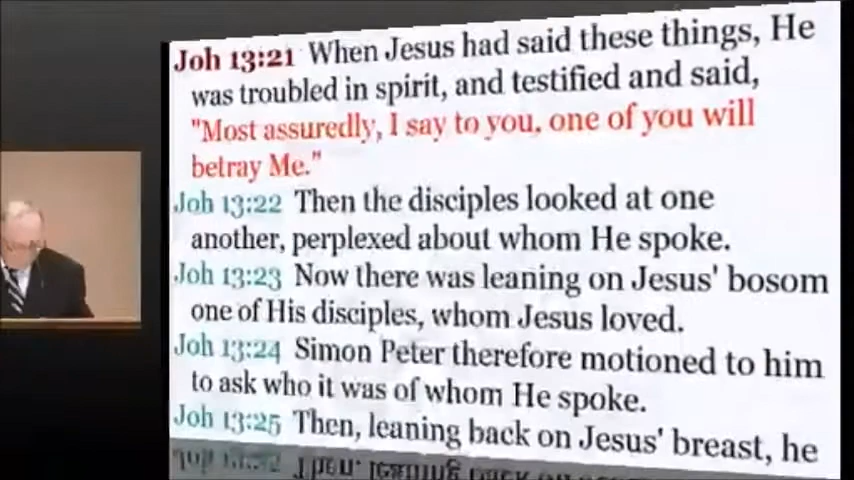 Joh 13:21 When Jesus had said these things, He
was troubled in spirit, and testified and said,
"Most assuredly, I say to you, one of you will
betray Me."
Joh 13:22 Then the disciples looked at one
another, perplexed about whom He spoke.
Joh 13:23 Now there was leaning on Jesus' bosom
one of His disciples, whom Jesus loved.
Joh 13:24 Simon Peter therefore motioned to him
to ask who it was of whom He spoke.
Joh 13:25 Then, leaning back on Jesus' breast, he